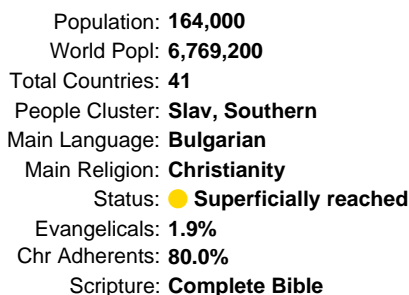 Population: 164,000
World Popl: 6,769,200
Total Countries: 41
People Cluster: Slav, Southern
Main Language: Bulgarian
Main Religion: Christianity
Status: Superficially reached
Evangelicals: 1.9%
Chr Adherents: 80.0%
Scripture: Complete Bible